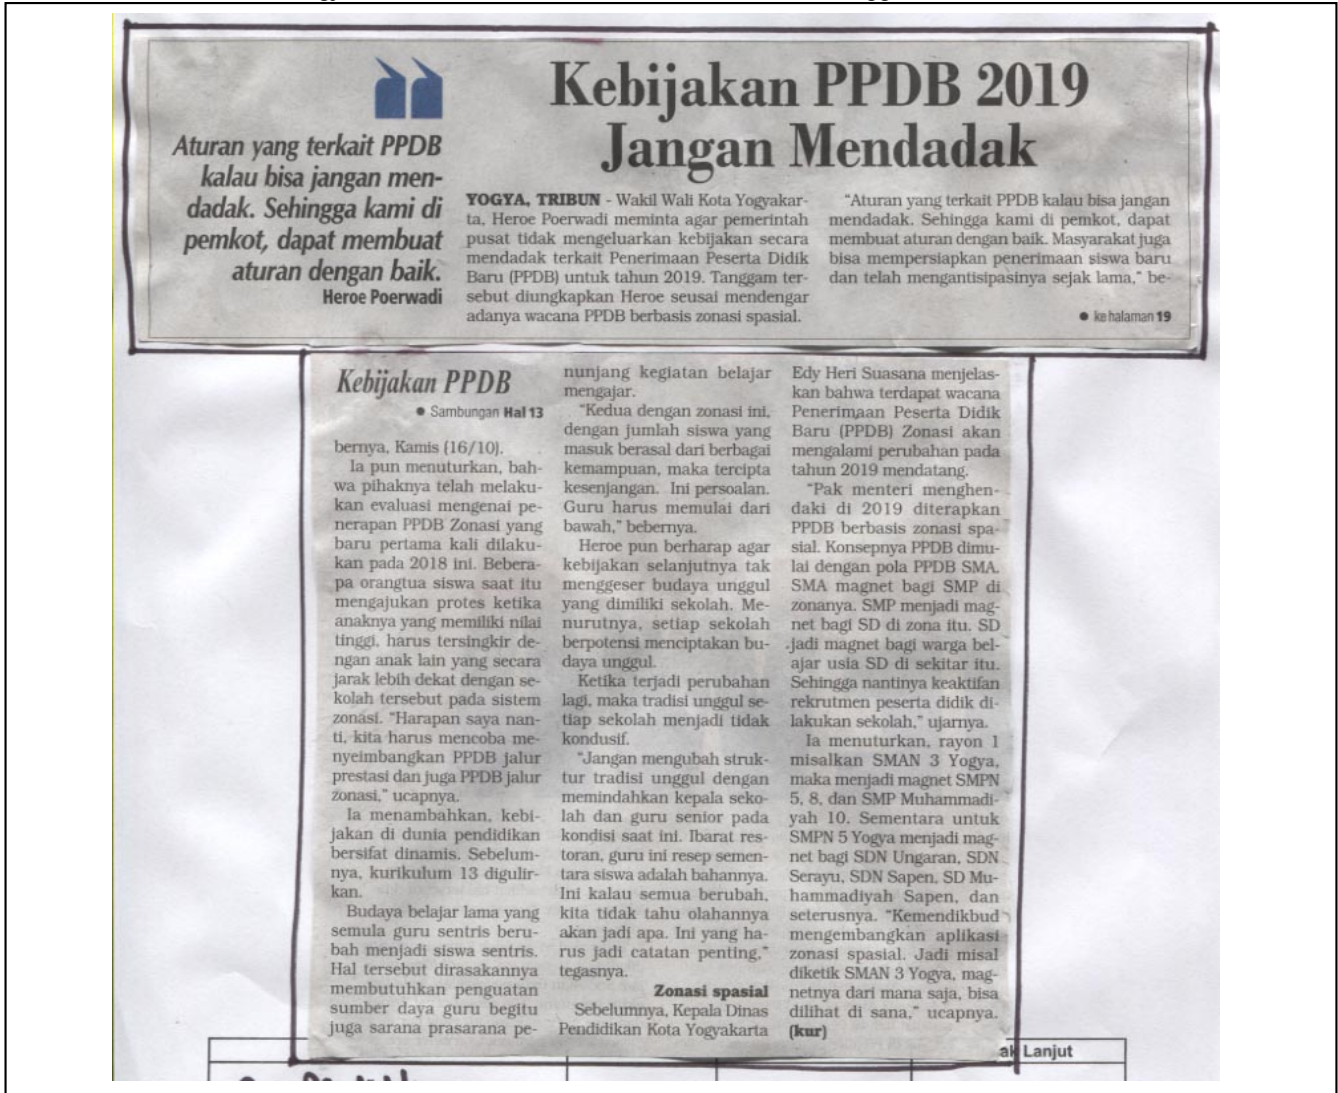 Kebijakan PPDB 2019
Jangan Mendadak
Aturan yang terkait PPDB
kalau bisa jangan men-
dadak. Sehingga kami di
pemkot, dapat membuat
aturan dengan baik.
Heroe Poerwadi
YOGYA, TRIBUN - Wakil Wali Kota Yogyakar-
ta, Heroe Poerwadi meminta agar pemerintah
pusat tidak mengeluarkan kebijakan secara
mendadak terkait Penerimaan Peserta Didik
Baru (PPDB) untuk tahun 2019. Tanggam ter-
sebut diungkapkan Heroe seusai mendengar
adanya wacana PPDB berbasis zonasi spasial.
"Aturan yang terkait PPDB kalau bisa jangan
mendadak. Sehingga kami di pemkot, dapat
membuat aturan dengan baik. Masyarakat juga
bisa mempersiapkan penerimaan siswa baru
dan telah mengantisipasinya sejak lama," be-
● ke halaman 19
Kebijakan PPDB
● Sambungan Hal 13
bernya, Kamis (16/10).
Ia pun menuturkan, bah-
wa pihaknya telah melaku-
kan evaluasi mengenai pe-
nerapan PPDB Zonasi yang
baru pertama kali dilaku-
kan pada 2018 ini. Bebera-
pa orangtua siswa saat itu
mengajukan protes ketika
anaknya yang memiliki nilai
tinggi, harus tersingkir de-
ngan anak lain yang secara
jarak lebih dekat dengan se-
kolah tersebut pada sistem
zonasi. "Harapan saya nan-
ti, kita harus mencoba me-
nyeimbangkan PPDB jalur
prestasi dan juga PPDB jalur
zonasi," ucapnya.
Ia menambahkan, kebi-
jakan di dunia pendidikan
bersifat dinamis. Sebelum-
nya, kurikulum 13 digulir-
kan.
Budaya belajar lama yang
semula guru sentris beru-
bah menjadi siswa sentris.
Hal tersebut dirasakannya
membutuhkan penguatan
sumber daya guru begitu
juga sarana prasarana pe-
nunjang kegiatan belajar
mengajar.
"Kedua dengan zonasi ini,
dengan jumlah siswa yang
masuk berasal dari berbagai
kemampuan, maka tercipta
kesenjangan. Ini persoalan.
Guru harus memulai dari
bawah," bebernya.
Heroe pun berharap agar
kebijakan selanjutnya tak
menggeser budaya unggul
yang dimiliki sekolah. Me-
nurutnya, setiap sekolah
berpotensi menciptakan bu-
daya unggul.
Ketika terjadi perubahan
lagi, maka tradisi unggul se-
tiap sekolah menjadi tidak
kondusif.
"Jangan mengubah struk-
tur tradisi unggul dengan
memindahkan kepala seko-
lah dan guru senior pada
kondisi saat ini. Ibarat res-
toran, guru ini resep semen-
tara siswa adalah bahannya.
Ini kalau semua berubah,
kita tidak tahu olahannya
akan jadi apa. Ini yang ha-
rus jadi catatan penting,"
tegasnya.
Zonasi spasial
Sebelumnya, Kepala Dinas
Pendidikan Kota Yogyakarta
Edy Heri Suasana menjelas-
kan bahwa terdapat wacana
Penerimaan Peserta Didik
Baru (PPDB) Zonasi akan
mengalami perubahan pada
tahun 2019 mendatang.
"Pak menteri menghen-
daki di 2019 diterapkan
PPDB berbasis zonasi spa-
sial. Konsepnya PPDB dimu-
lai dengan pola PPDB SMA.
SMA magnet bagi SMP di
zonanya. SMP menjadi mag-
net bagi SD di zona itu. SD
jadi magnet bagi warga bel-
ajar usia SD di sekitar itu.
Sehingga nantinya keaktifan
rekrutmen peserta didik di-
lakukan sekolah," ujarnya.
Ia menuturkan, rayon 1
misalkan SMAN 3 Yogya,
maka menjadi magnet SMPN
5, 8, dan SMP Muhammadi-
yah 10. Sementara untuk
SMPN 5 Yogya menjadi mag-
net bagi SDN Ungaran, SDN
Serayu, SDN Sapen, SD Mu-
hammadiyah Sapen, dan
seterusnya. "Kemendikbud
mengembangkan aplikasi
zonasi spasial. Jadi misal
diketik SMAN 3 Yogya, mag-
netnya dari mana saja, bisa
dilihat di sana," ucapnya.
(kur)
ak Lanjut